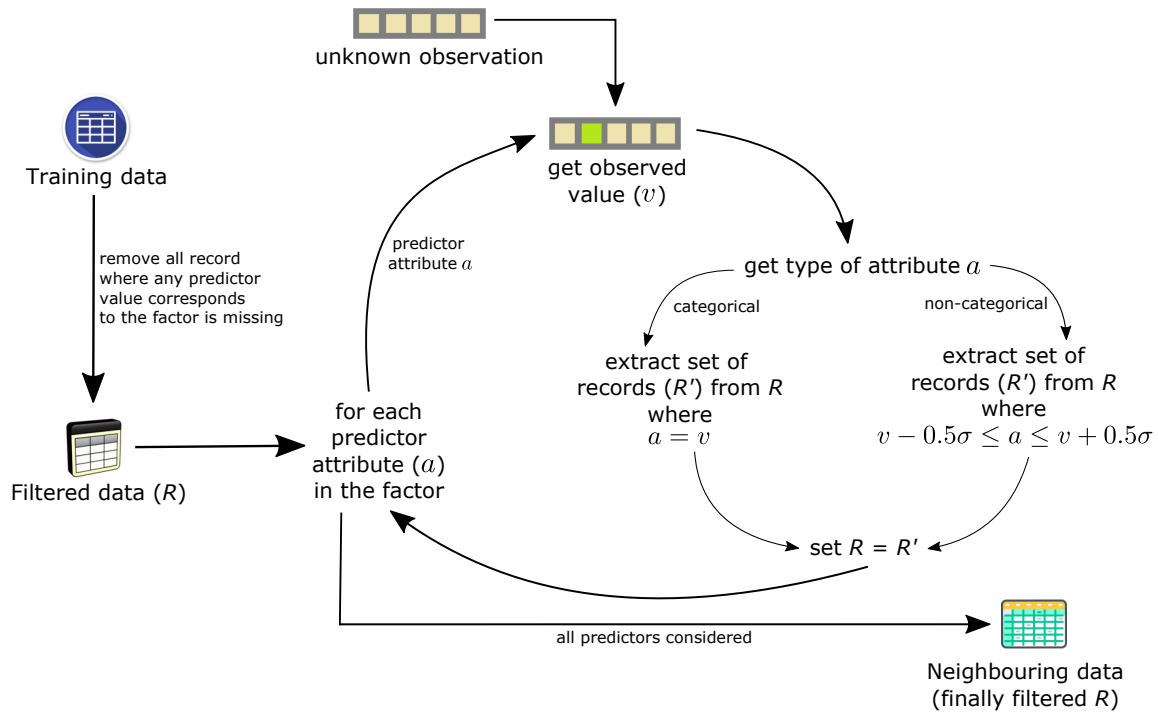 unknown observation
Training data
get observed
value (v)
remove all record
where any predictor
value corresponds
to the factor is missing
predictor
attribute a
get type of attribute a
categorical
non-categorical
extract set of
records (R') from R
where
a = v
extract set of
records (R') from R
where
v − 0.5σ ≤ a ≤ v + 0.5σ
for each
predictor
attribute (a)
in the factor
Filtered data (R)
set R = R'
all predictors considered
Neighbouring data
(finally filtered R)